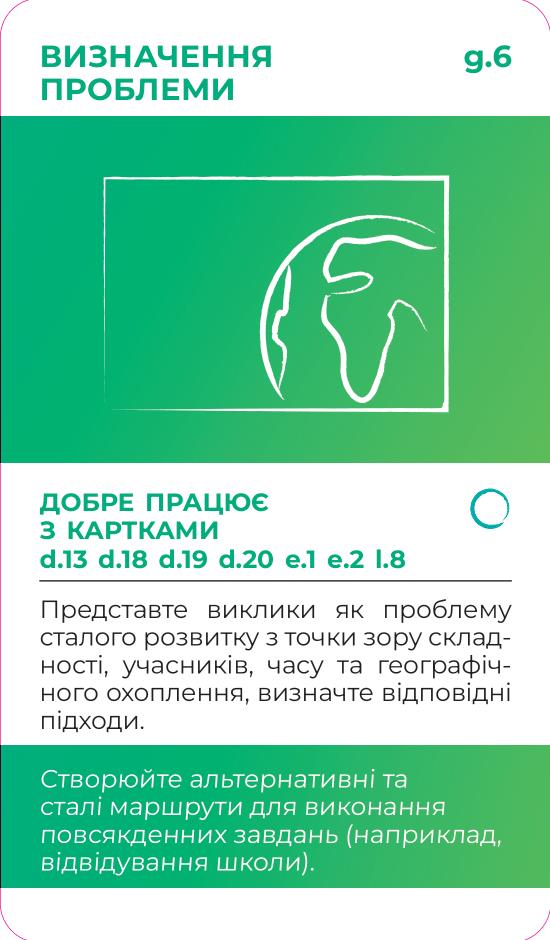 ВИЗНАЧЕННЯ
ПРОБЛЕМИ
g.6
ДОБРЕ ПРАЦЮЄ
З КАРТКАМИ
d.13 d.18 d.19 d.20 e.1 e.2 l.8
Представте виклики як проблему
сталого розвитку з точки зору склад-
ності, учасників, часу та географіч-
ного охоплення, визначте відповідні
підходи.
Створюйте альтернативні та
сталі маршрути для виконання
повсякденних завдань (наприклад,
відвідування школи).